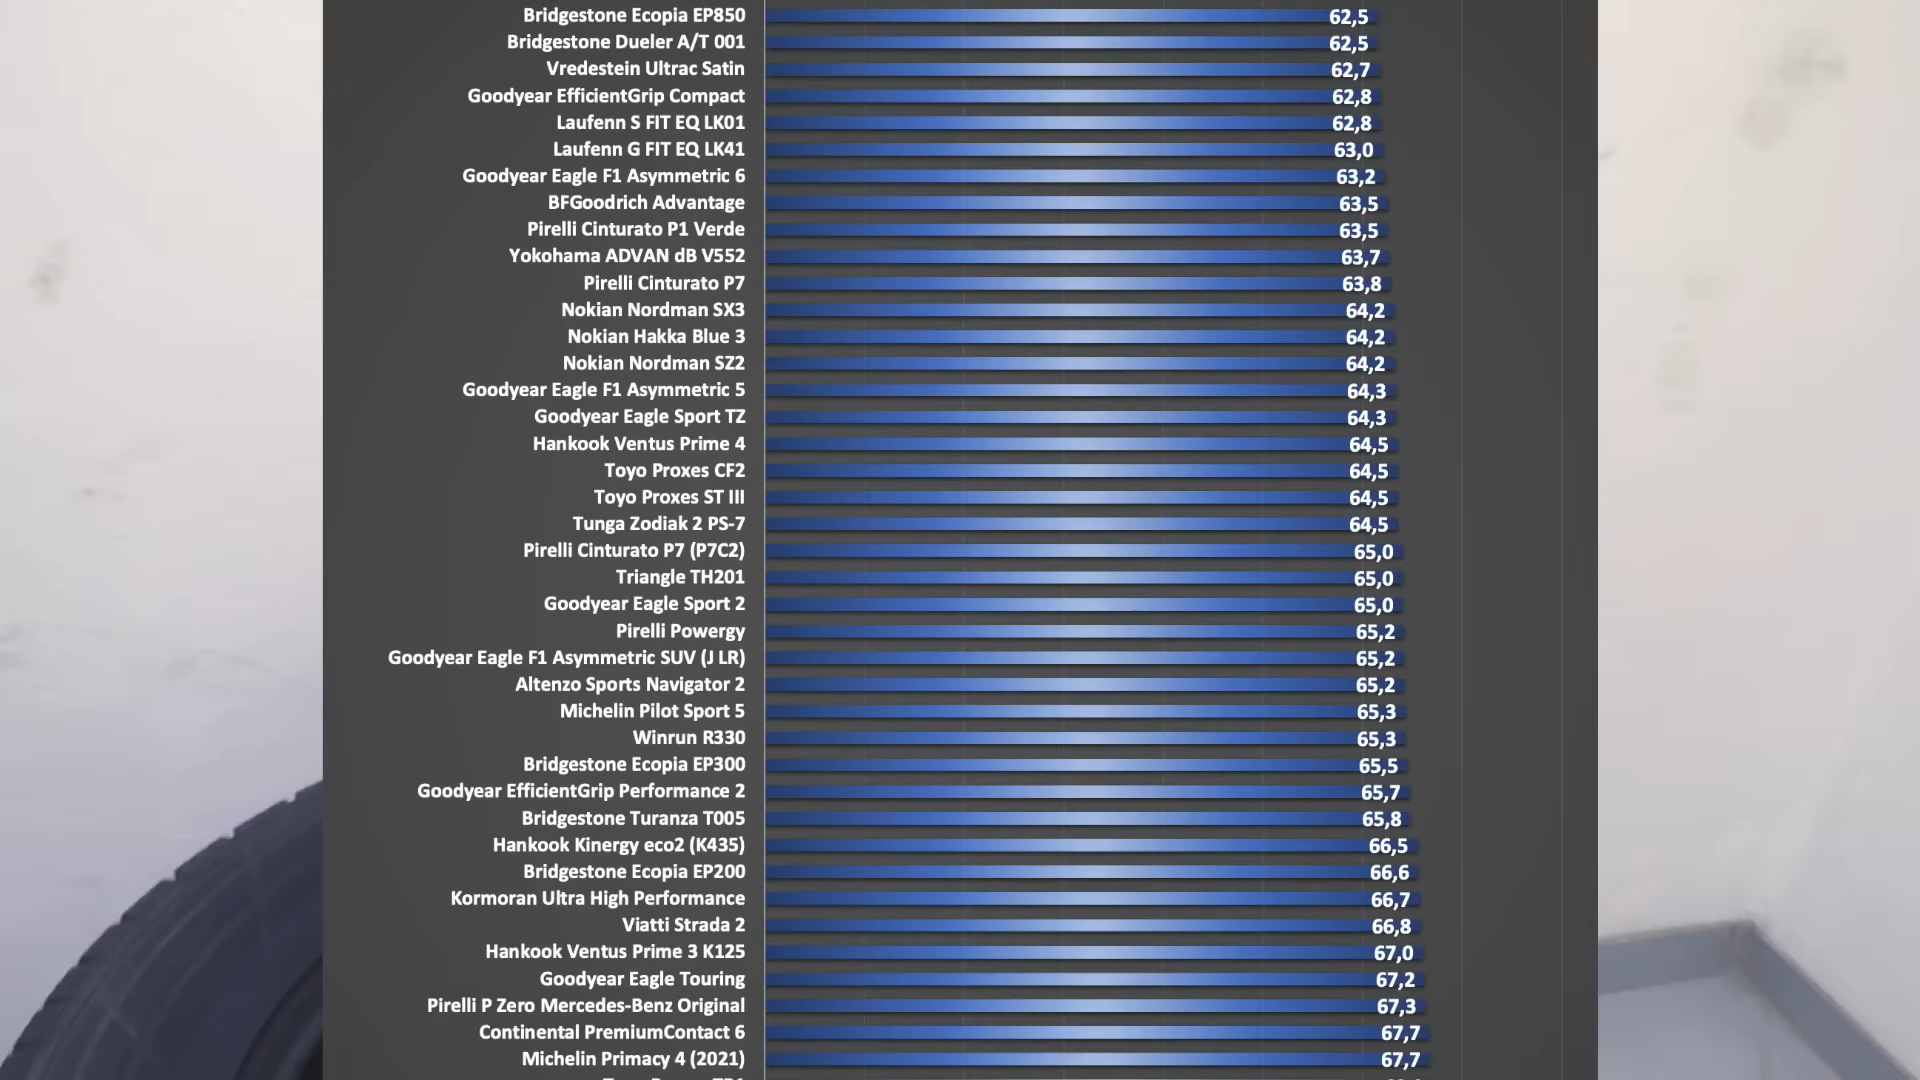 Bridgestone Ecopia EP850 62,5
Bridgestone Dueler A/T 001 62,5
Vredestein Ultrac Satin 62,7
Goodyear EfficientGrip Compact 62,8
Laufenn S FIT EQ LK01 62,8
Laufenn G FIT EQ LK41 63,0
Goodyear Eagle F1 Asymmetric 6 63,2
BFGoodrich Advantage 63,5
Pirelli Cinturato P1 Verde 63,5
Yokohama ADVAN dB V552 63,7
Pirelli Cinturato P7 63,8
Nokian Nordman SX3 64,2
Nokian Hakka Blue 3 64,2
Nokian Nordman SZ2 64,2
Goodyear Eagle F1 Asymmetric 5 64,3
Goodyear Eagle Sport TZ 64,3
Hankook Ventus Prime 4 64,5
Toyo Proxes CF2 64,5
Toyo Proxes ST III 64,5
Tunga Zodiak 2 PS-7 64,5
Pirelli Cinturato P7 (P7C2) 65,0
Triangle TH201 65,0
Goodyear Eagle Sport 2 65,0
Pirelli Powergy 65,2
Goodyear Eagle F1 Asymmetric SUV (J LR) 65,2
Altenzo Sports Navigator 2 65,2
Michelin Pilot Sport 5 65,3
Winrun R330 65,3
Bridgestone Ecopia EP300 65,5
Goodyear EfficientGrip Performance 2 65,7
Bridgestone Turanza T005 65,8
Hankook Kinergy eco2 (K435) 66,5
Bridgestone Ecopia EP200 66,6
Kormoran Ultra High Performance 66,7
Viatti Strada 2 66,8
Hankook Ventus Prime 3 K125 67,0
Goodyear Eagle Touring 67,2
Pirelli P Zero Mercedes-Benz Original 67,3
Continental PremiumContact 6 67,7
Michelin Primacy 4 (2021) 67,7